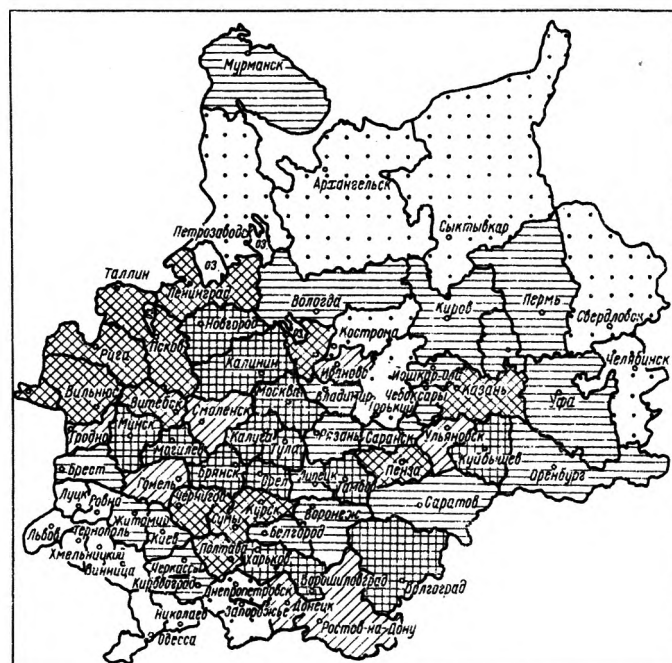 Мурманск
Архангельск
Сыктывкар
Петрозаводск
оз.
оз.
Таллин
Ленинград
Вологда
Киров
Пермь
Свердловск
Новгород
Кострома
Челябинск
Рига
Псков
Калинин
оз.
Иваново
Йошкар-Ола
Казань
Уфа
Вильнюс
Витебск
Смоленск
Москва
Владимир
Горький
Чебоксары
Гродно
Минск
Могилев
Калуга
Тула
Рязань
Саранск
Ульяновск
Куйбышев
Брест
Гомель
Брянск
Орел
Липецк
Тамбов
Пенза
Оренбург
Луцк
Ровно
Чернигов
Сумы
Курск
Воронеж
Саратов
Львов
Тернополь
Житомир
Киев
Белгород
Хмельницкий
Винница
Черкассы
Полтава
Харьков
Кировоград
Днепропетровск
Ворошиловград
Волгоград
Николаев
Запорожье
Донецк
Ростов-на-Дону
Одесса